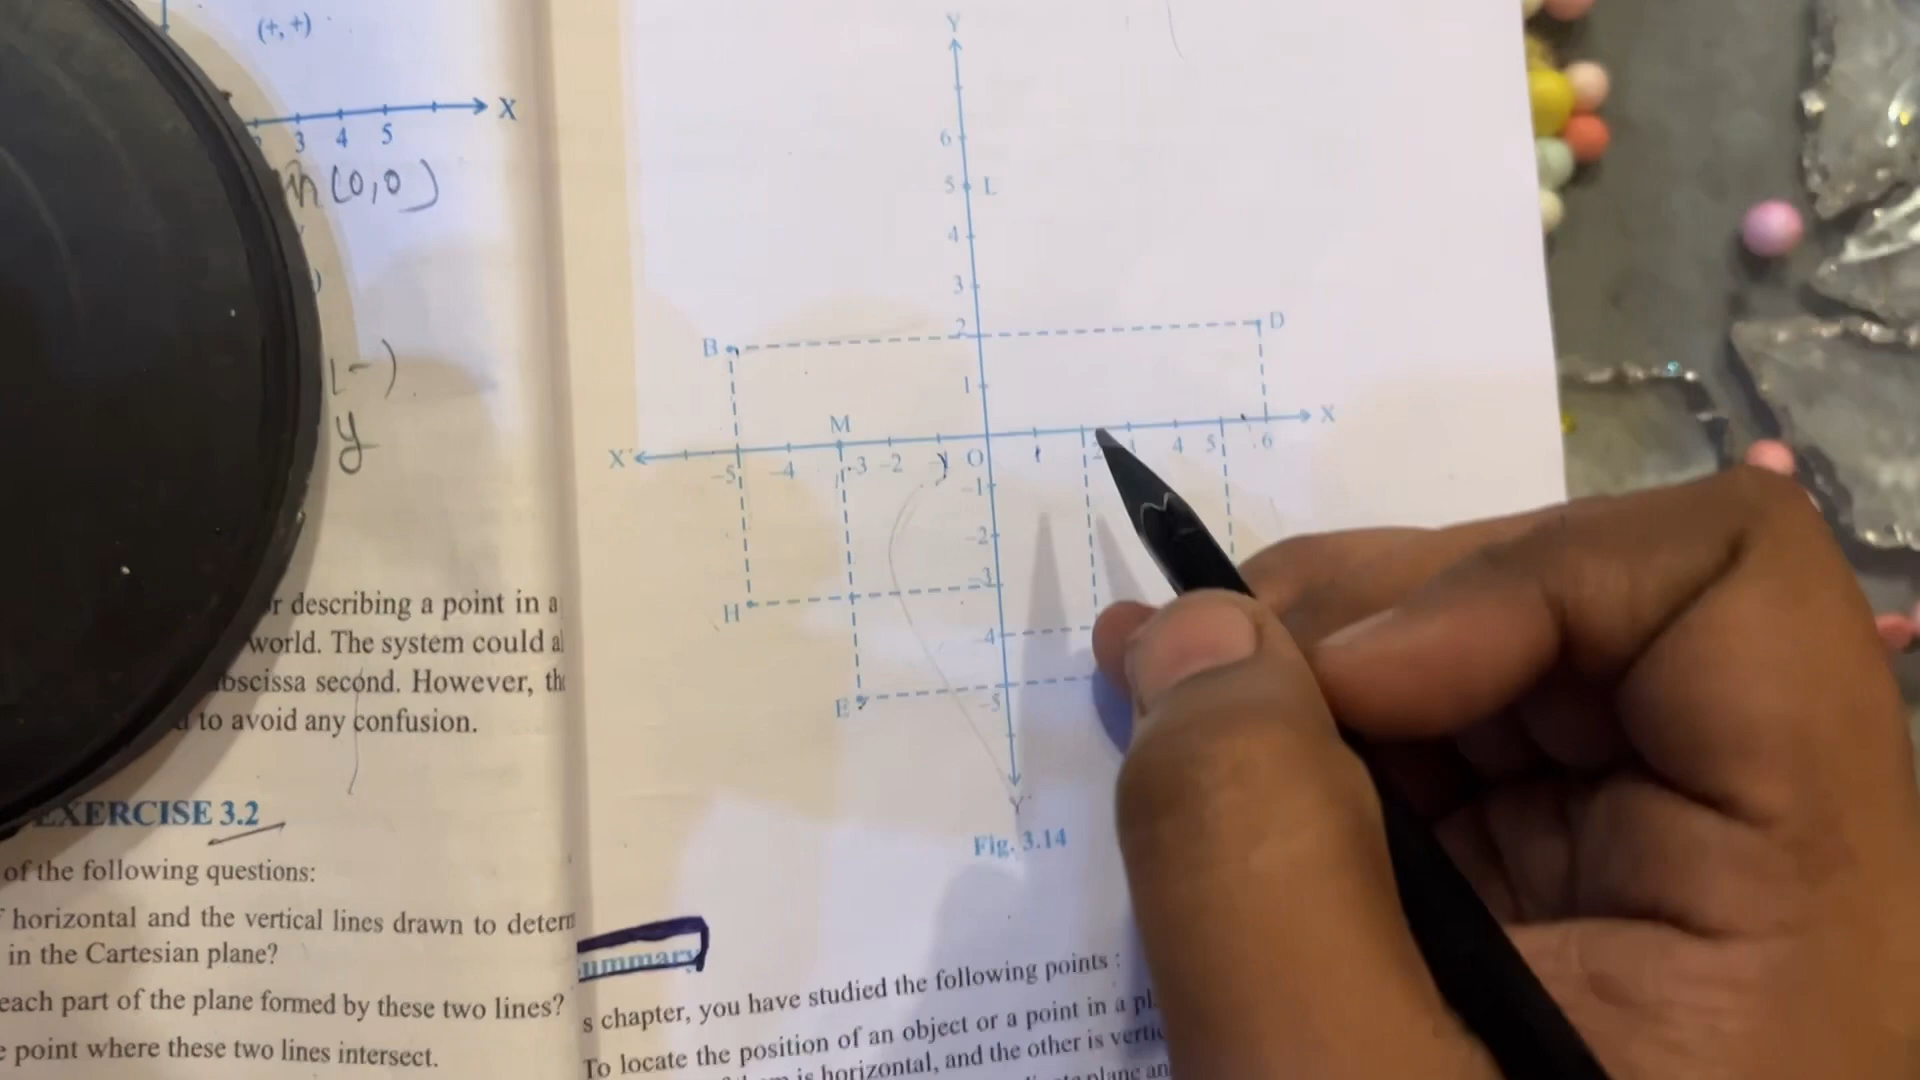 (+, +)
X
3 4 5
(0,0)
-)
y
describing a point in a
world. The system could
second. However,
to avoid any confusion.
EXERCISE 3.2
of the following questions:
horizontal and the vertical lines drawn to
in the Cartesian plane?
each part of the plane formed by these two lines?
point where these two lines intersect.
Y
6
5 L
4
3
2
B D
1
M
X' X
-5 -4 -3 -2 O 4 5 6
-1
-2
-3
H
-4
E
-5
Y'
Fig. 3.14
ummary
s chapter, you have studied the following points :
To locate the position of an object or a point in a
is horizontal, and the other is
plane